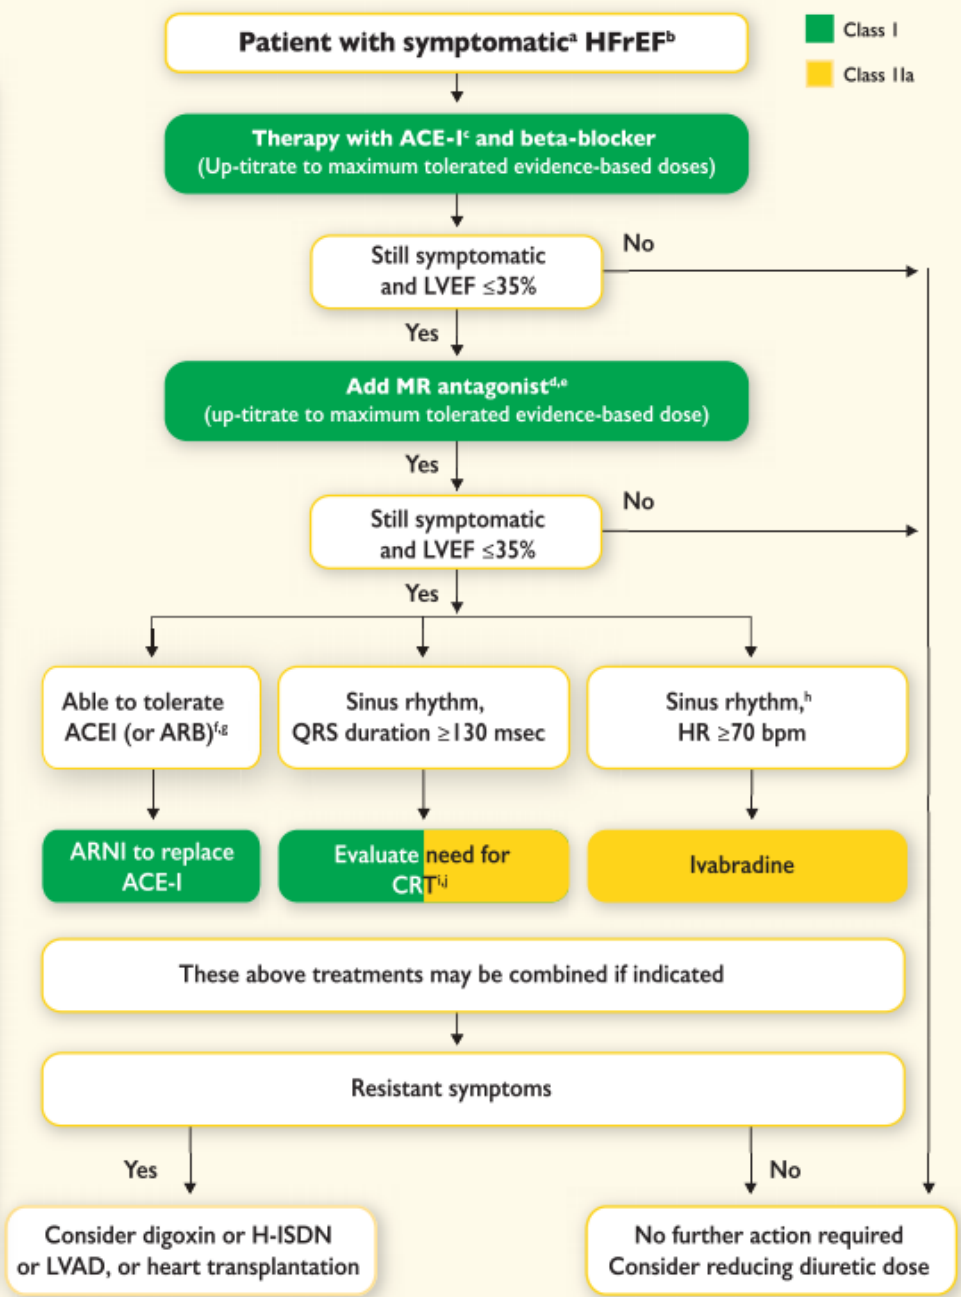 Patient with symptomaticᵃ HFrEFᵇ
Class I
Class IIa
Therapy with ACE-Iᶜ and beta-blocker
(Up-titrate to maximum tolerated evidence-based doses)
Still symptomatic
and LVEF ≤35%
No
Yes
Add MR antagonistᵈ,ᵉ
(up-titrate to maximum tolerated evidence-based dose)
Yes
Still symptomatic
and LVEF ≤35%
No
Yes
Able to tolerate
ACEI (or ARB)ᶠ,ᵍ
Sinus rhythm,
QRS duration ≥130 msec
Sinus rhythm,ʰ
HR ≥70 bpm
ARNI to replace
ACE-I
Evaluate need for
CRTⁱ,ʲ
Ivabradine
These above treatments may be combined if indicated
Resistant symptoms
Yes
No
Consider digoxin or H-ISDN
or LVAD, or heart transplantation
No further action required
Consider reducing diuretic dose